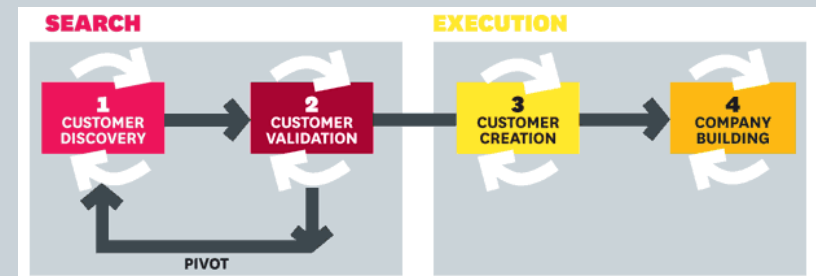 SEARCH
EXECUTION
1
CUSTOMER
DISCOVERY
2
CUSTOMER
VALIDATION
3
CUSTOMER
CREATION
4
COMPANY
BUILDING
PIVOT